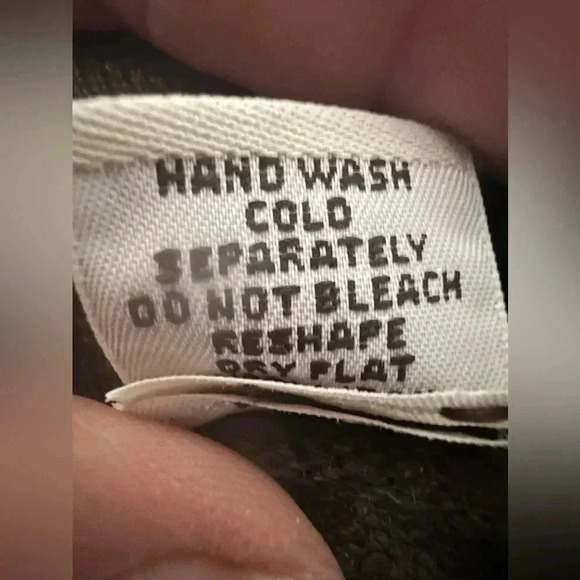 HAND WASH
COLD
SEPARATELY
DO NOT BLEACH
RESHAPE
DRY FLAT